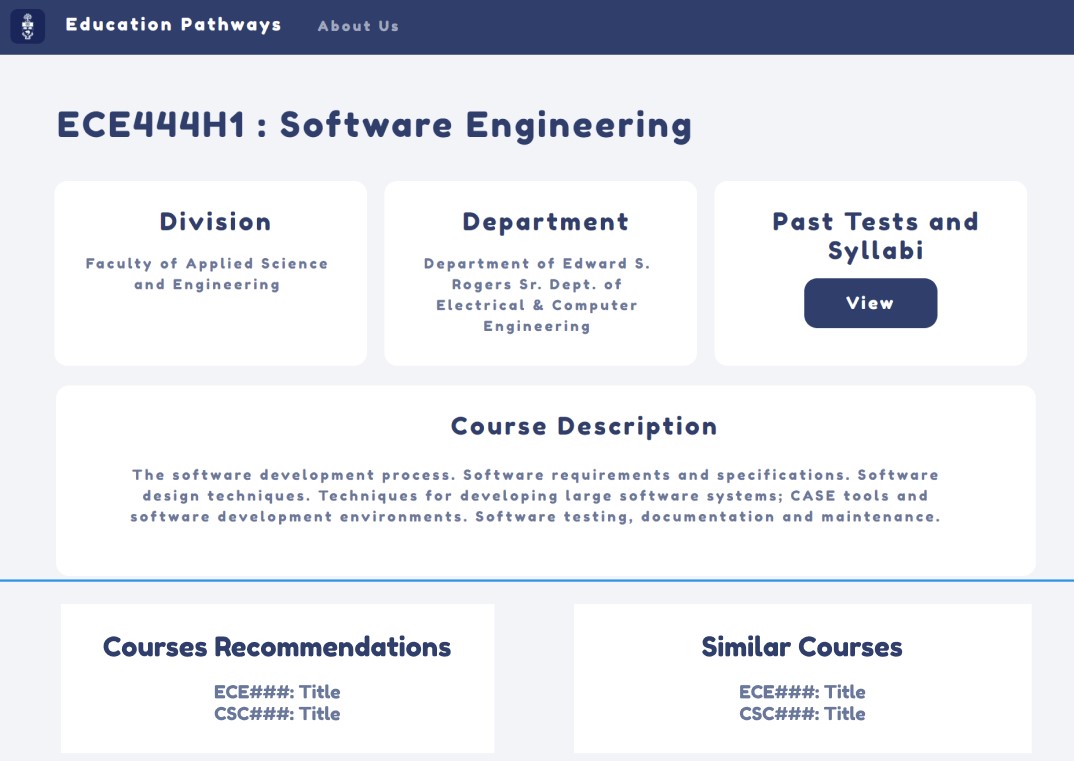 Education Pathways
About Us
ECE444H1 : Software Engineering
Division
Faculty of Applied Science
and Engineering
Department
Department of Edward S.
Rogers Sr. Dept. of
Electrical & Computer
Engineering
Past Tests and
Syllabi
View
Course Description
The software development process. Software requirements and specifications. Software
design techniques. Techniques for developing large software systems; CASE tools and
software development environments. Software testing, documentation and maintenance.
Courses Recommendations
ECE###: Title
CSC###: Title
Similar Courses
ECE###: Title
CSC###: Title